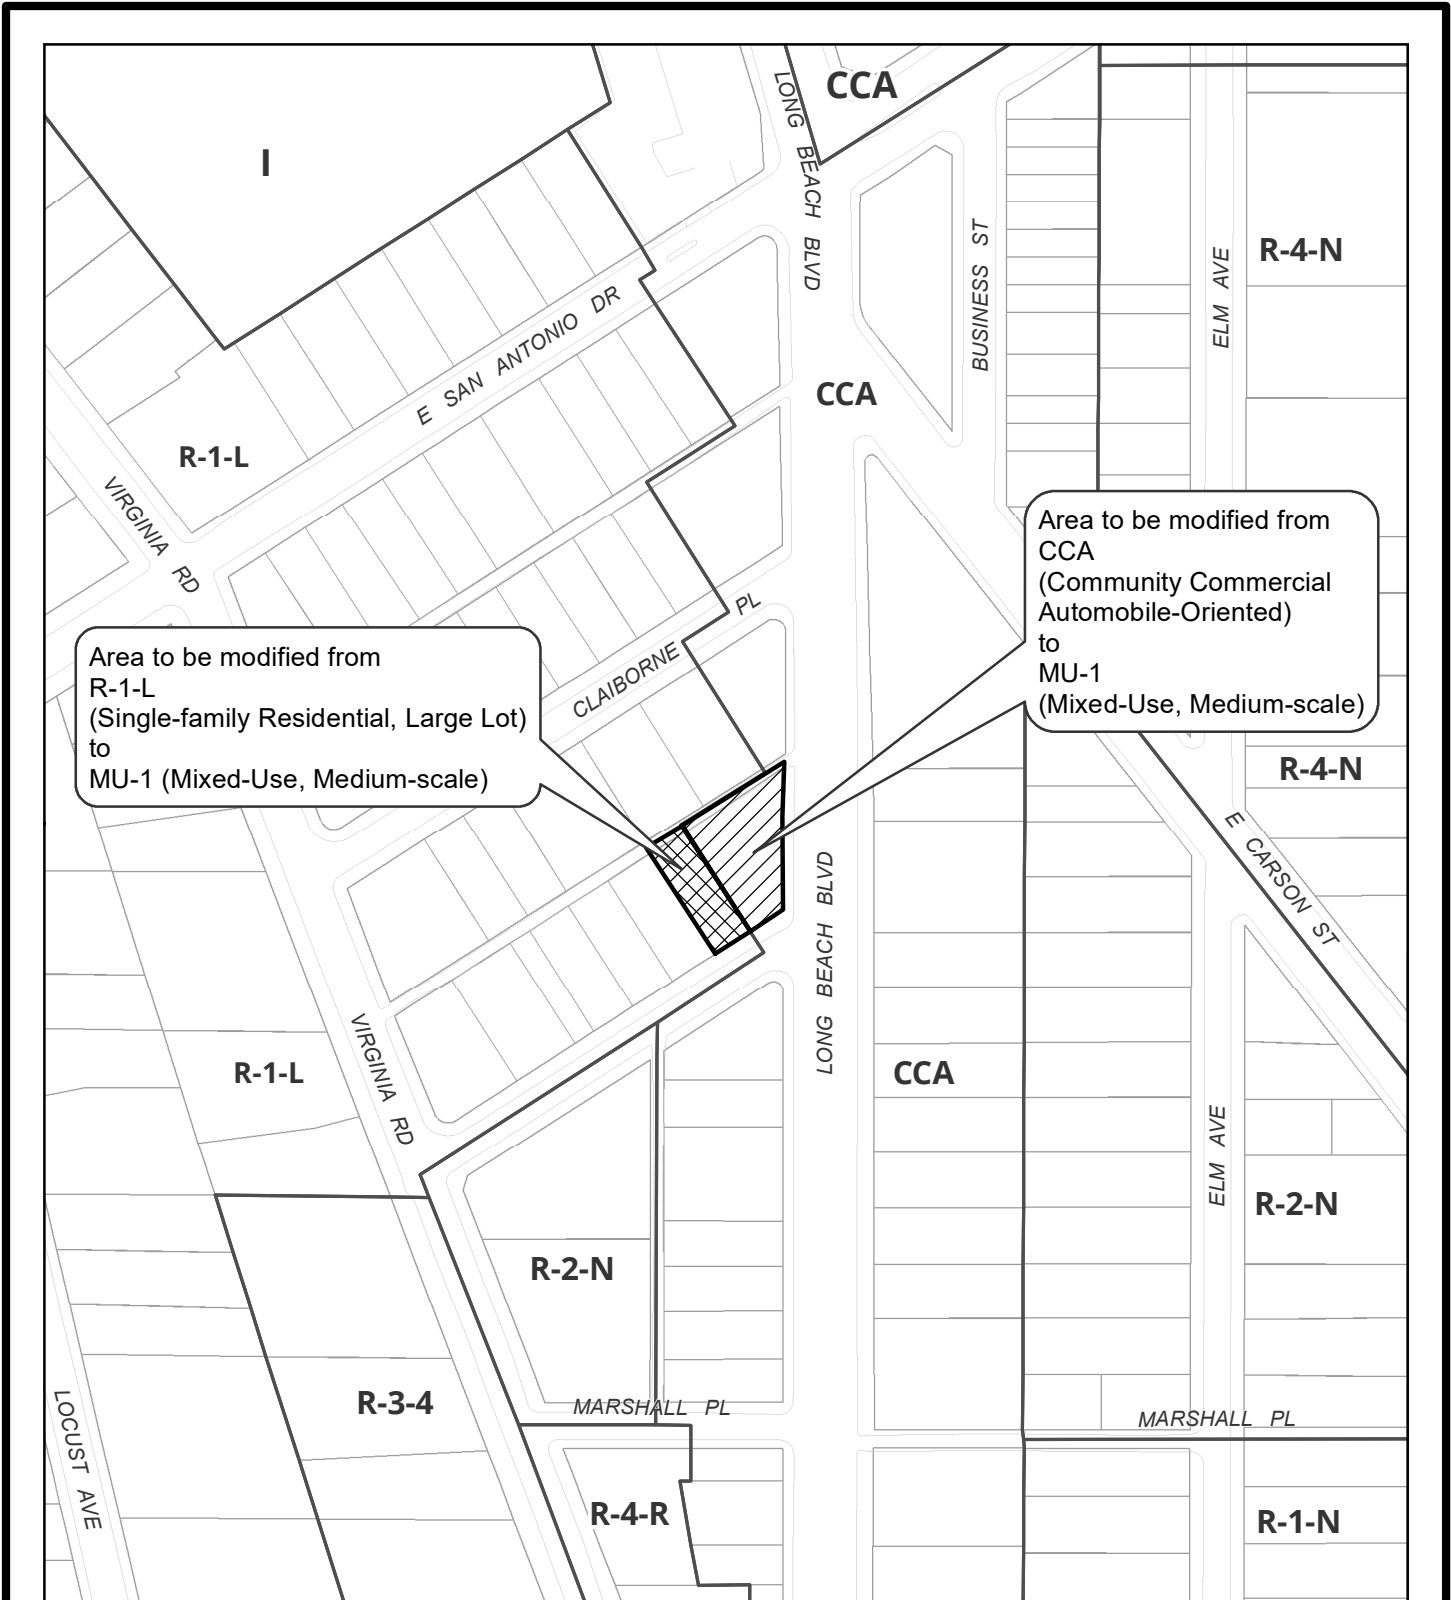 CCA
LONG BEACH BLVD
I
BUSINESS ST
ELM AVE
R-4-N
E SAN ANTONIO DR
CCA
R-1-L
VIRGINIA RD
Area to be modified from
CCA
(Community Commercial
Automobile-Oriented)
to
MU-1
(Mixed-Use, Medium-scale)
CLAIBORNE PL
Area to be modified from
R-1-L
(Single-family Residential, Large Lot)
to
MU-1 (Mixed-Use, Medium-scale)
R-4-N
E CARSON ST
LONG BEACH BLVD
VIRGINIA RD
R-1-L
CCA
ELM AVE
R-2-N
R-2-N
R-3-4
MARSHALL PL
MARSHALL PL
LOCUST AVE
R-4-R
R-1-N